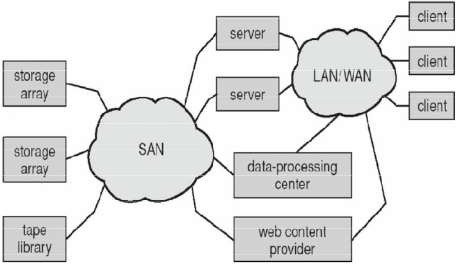 client
server
storage
array
LAN/WAN
client
server
client
storage
array
SAN
data-processing
center
tape
library
web content
provider